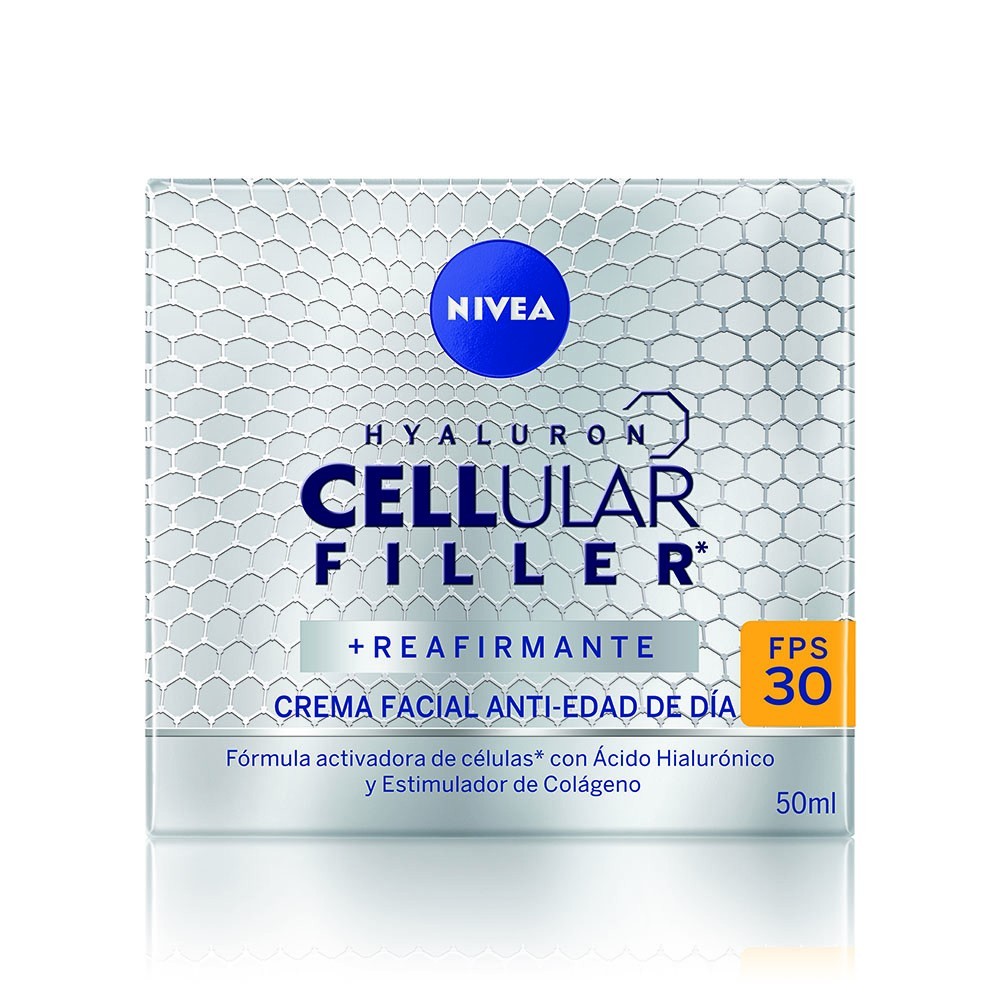 NIVEA
HYALURON
CELLULAR
FILLER*
+REAFIRMANTE
FPS
30
CREMA FACIAL ANTI-EDAD DE DÍA
Fórmula activadora de células* con Ácido Hialurónico
y Estimulador de Colágeno
50ml